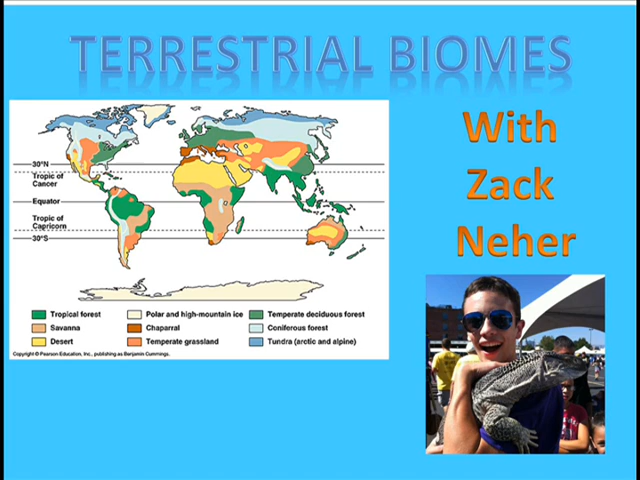 TERRESTRIAL BIOMES
With
Zack
Neher
30°N
Tropic of
Cancer
Equator
Tropic of
Capricorn
30°S
Tropical forest
Savanna
Desert
Polar and high-mountain ice
Chaparral
Temperate grassland
Temperate deciduous forest
Coniferous forest
Tundra (arctic and alpine)
Copyright © Pearson Education, Inc., publishing as Benjamin Cummings.